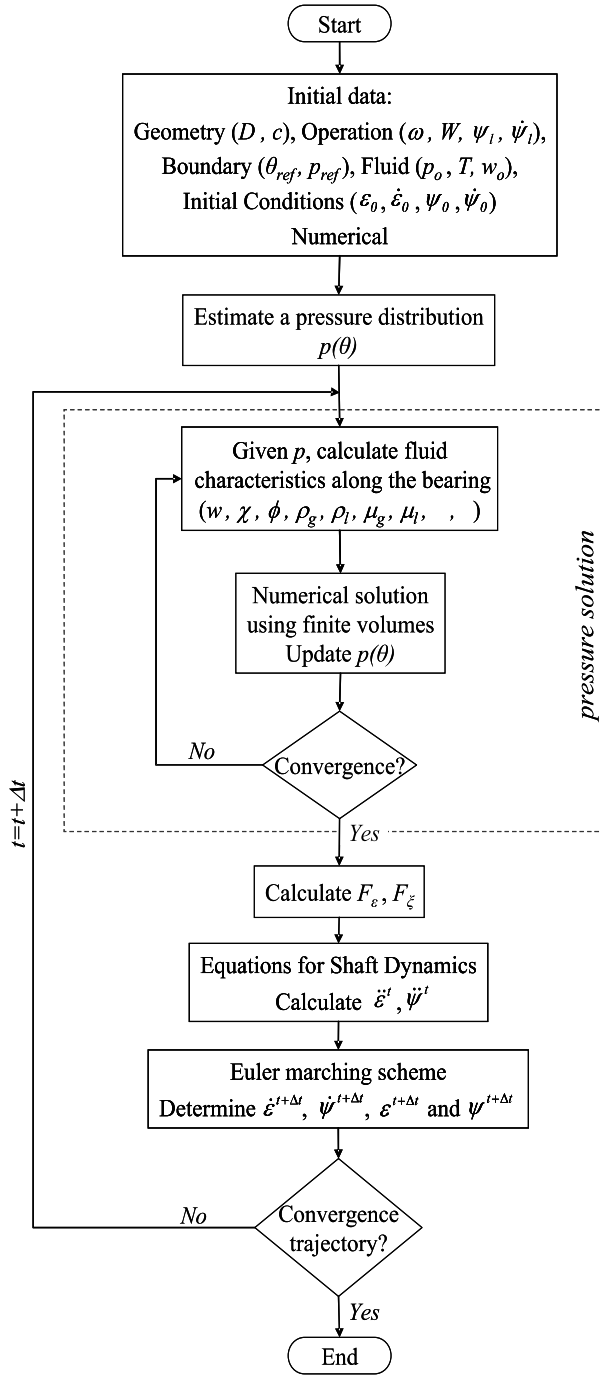 Start
Initial data:
Geometry (D , c), Operation (ω , W, ψ_l , ψ̇_l),
Boundary (θ_ref, p_ref), Fluid (p_o , T, w_o),
Initial Conditions (ε_0 , ε̇_0 , ψ_0 , ψ̇_0)
Numerical
Estimate a pressure distribution
p(θ)
Given p, calculate fluid
characteristics along the bearing
(w , χ , ϕ , ρ_g , ρ_l , μ_g , μ_l ,   ,   )
Numerical solution
using finite volumes
Update p(θ)
pressure solution
No
Convergence?
Yes
t=t+Δt
Calculate F_ε , F_ξ
Equations for Shaft Dynamics
Calculate ε̈^t , ψ̈^t
Euler marching scheme
Determine ε̇^t+Δt, ψ̇^t+Δt, ε^t+Δt and ψ^t+Δt
No
Convergence
trajectory?
Yes
End